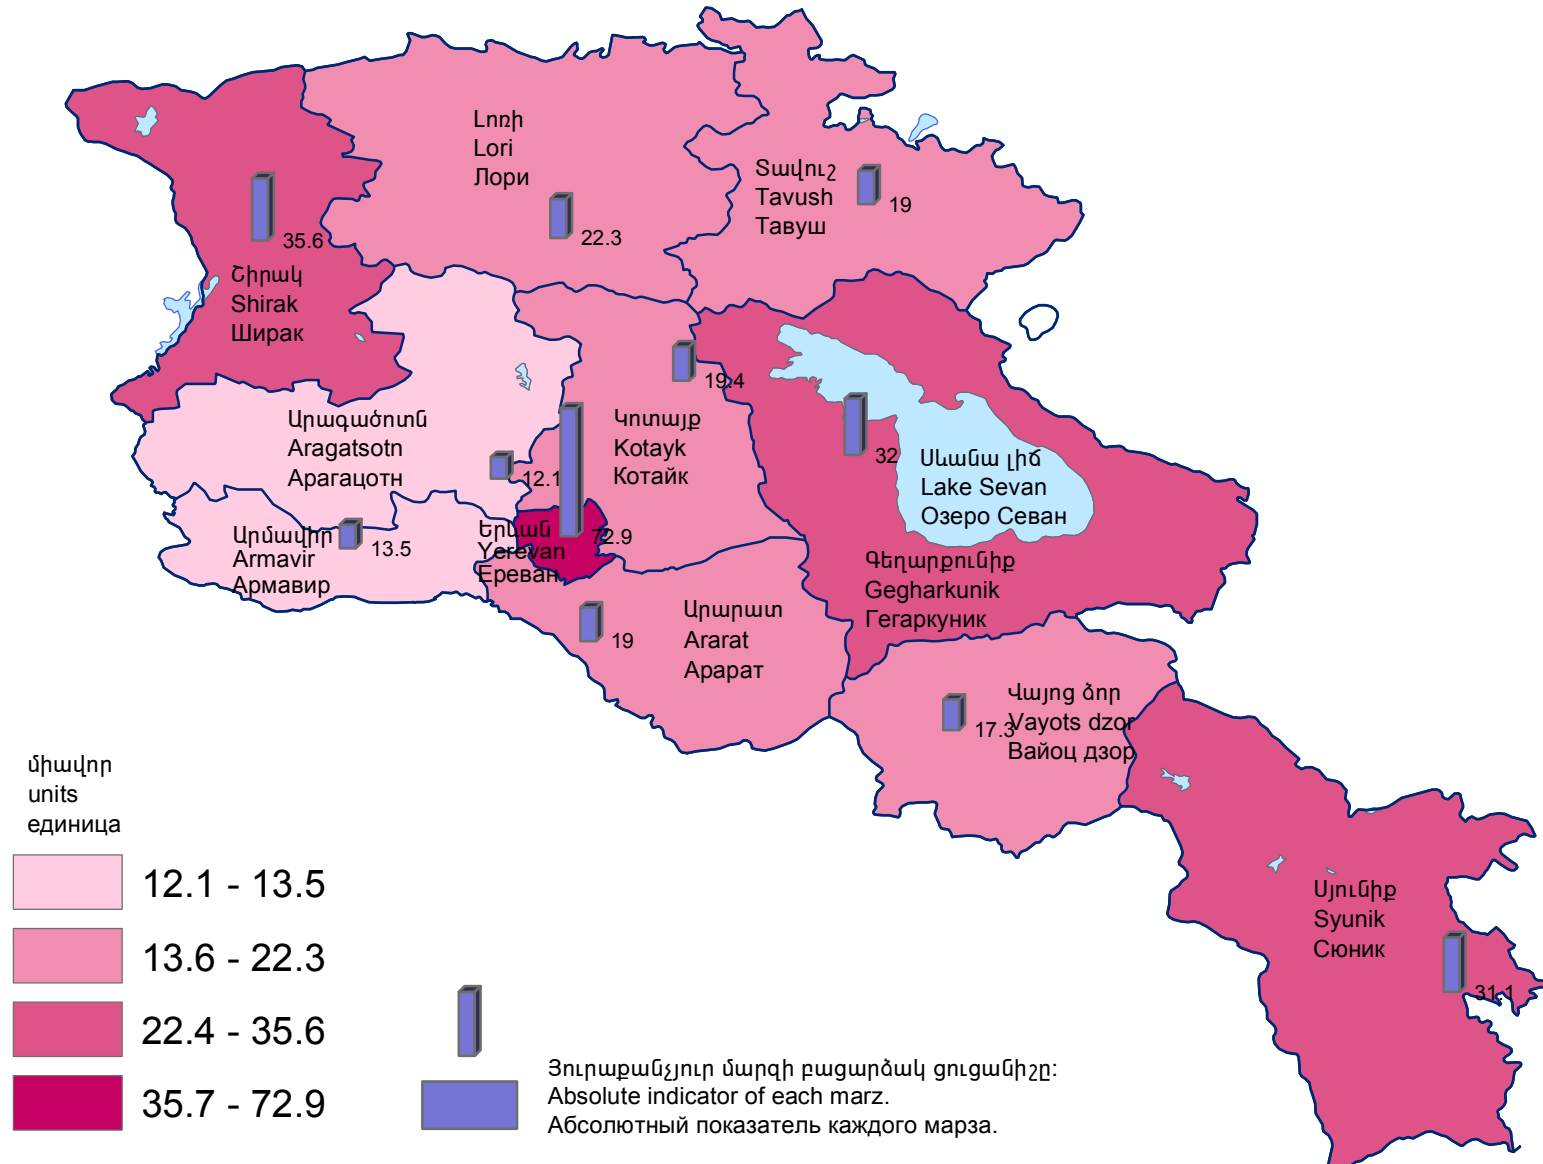 Լոռի
Lori
Лори
22.3
Տավուշ
Tavush
Тавуш
19
35.6
Շիրակ
Shirak
Ширак
19.4
Արագածոտն
Aragatsotn
Арагацотн
12.1
Կոտայք
Kotayk
Котайк
32
Սևանա լիճ
Lake Sevan
Озеро Севан
Արմավիր
Armavir
Армавир
13.5
Երևան
Yerevan
Ереван
72.9
Գեղարքունիք
Gegharkunik
Гегаркуник
19
Արարատ
Ararat
Арарат
17.3
Վայոց ձոր
Vayots dzor
Вайоц дзор
Սյունիք
Syunik
Сюник
31.1
միավոր
units
единица
12.1 - 13.5
13.6 - 22.3
22.4 - 35.6
35.7 - 72.9
Յուրաքանչյուր մարզի բացարձակ ցուցանիշը:
Absolute indicator of each marz.
Абсолютный показатель каждого марза.